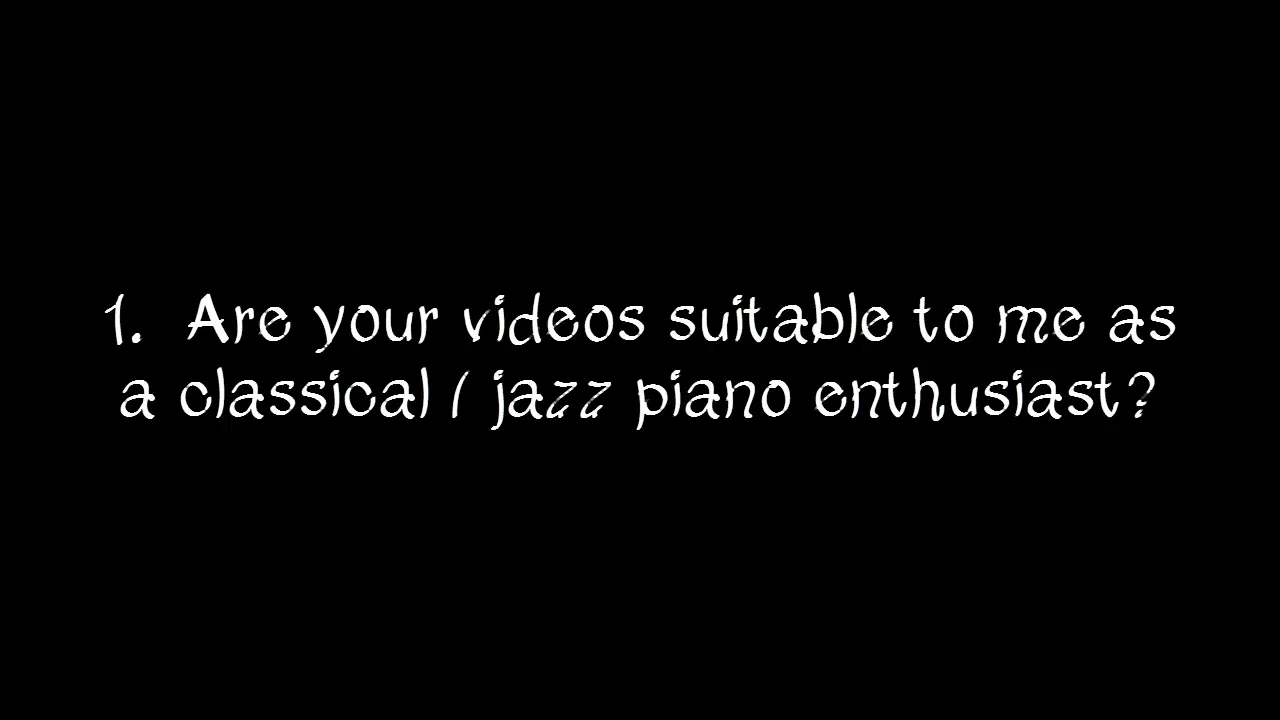 1. Are your videos suitable to me as
a classical / jazz piano enthusiast?